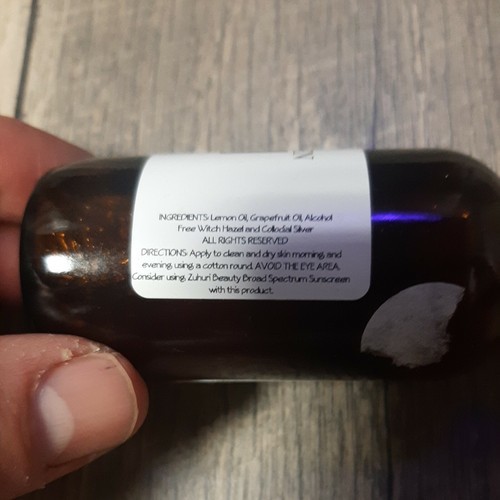 INGREDIENTS: Lemon Oil, Grapefruit Oil, Alcohol
Free Witch Hazel and Colloidal Silver
ALL RIGHTS RESERVED
DIRECTIONS: Apply to clean and dry skin morning, and
evening, using a cotton round. AVOID THE EYE AREA.
Consider using Zuhuri Beauty Broad Spectrum Sunscreen
with this product.